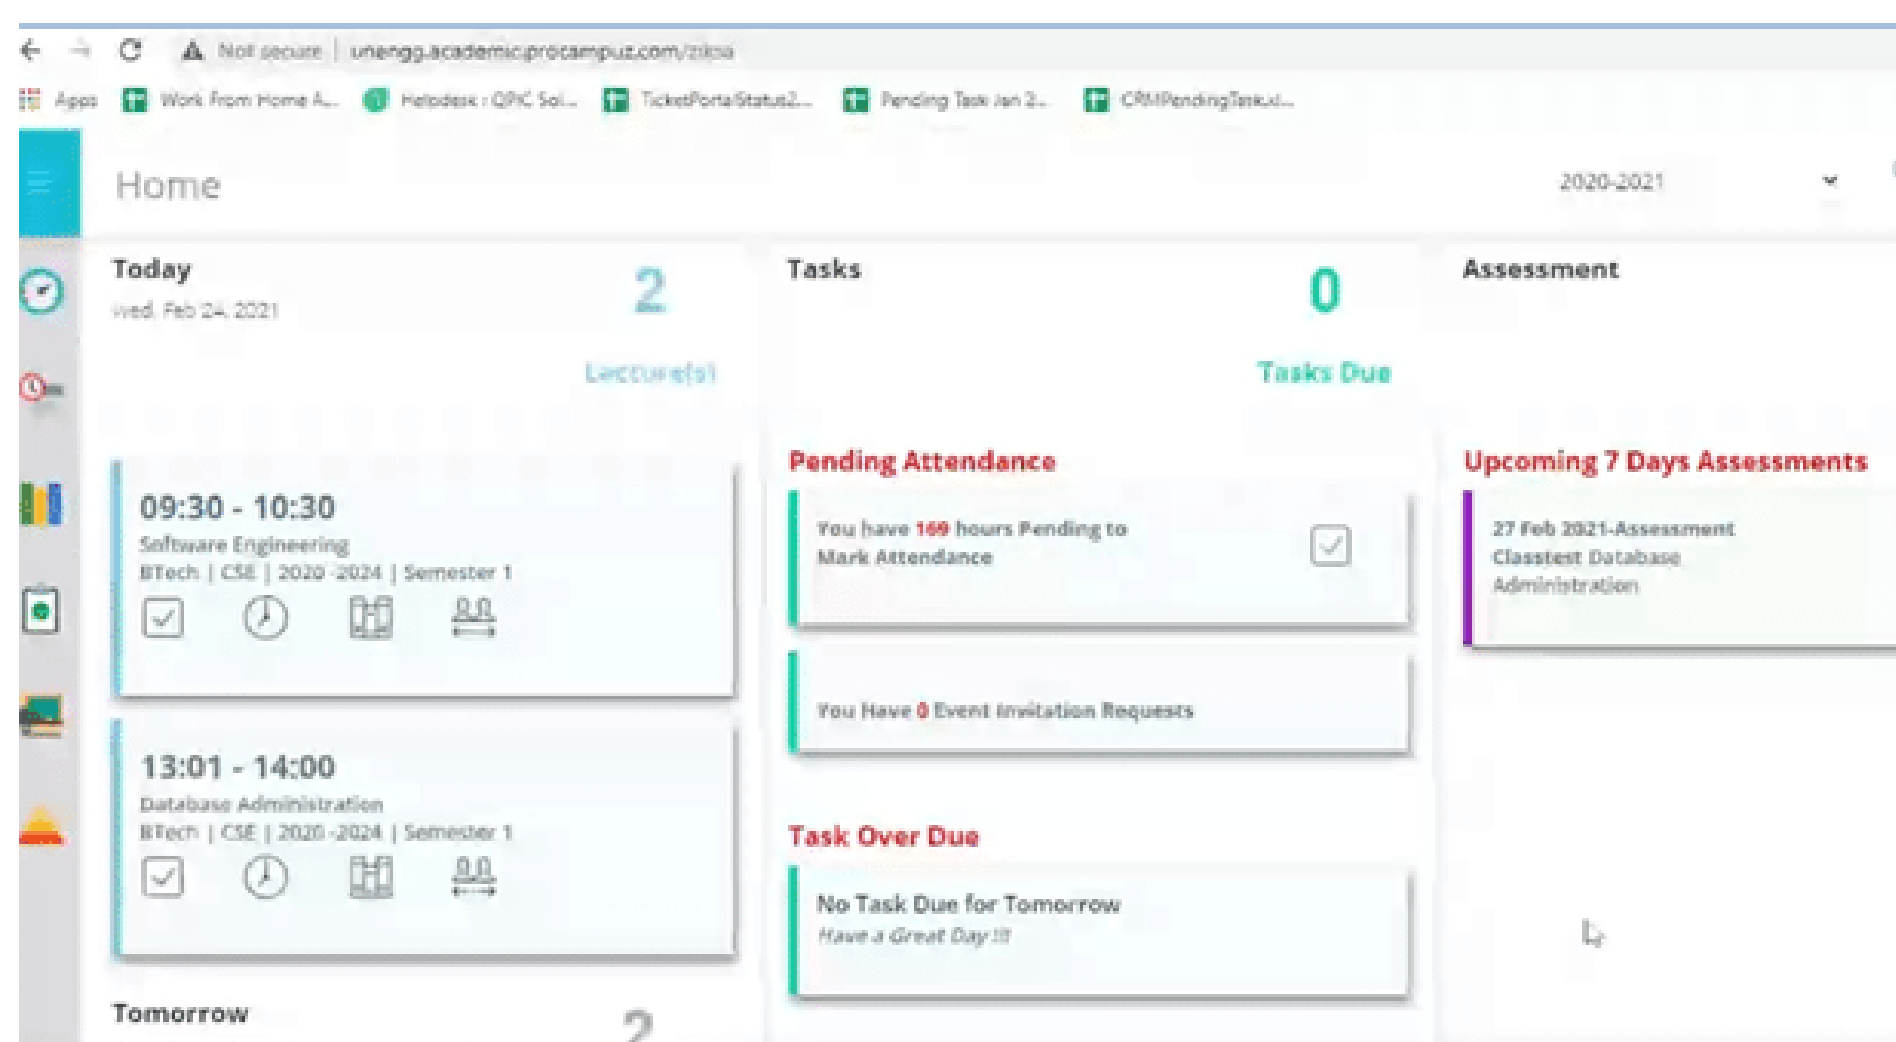 Not secure | unengg.academic.procampuz.com/ziksa
Apps Work From Home A... Helpdesk : QPIC Sol... TicketPortalStatus2... Pending Task Jan 2... CRMPendingTask.xl...
Home
2020-2021
Today
2
Wed, Feb 24, 2021
Lecture(s)
09:30 - 10:30
Software Engineering
BTech | CSE | 2020 -2024 | Semester 1
13:01 - 14:00
Database Administration
BTech | CSE | 2020 -2024 | Semester 1
Tomorrow
2
Tasks
0
Tasks Due
Pending Attendance
You have 169 hours Pending to
Mark Attendance
You Have 0 Event Invitation Requests
Task Over Due
No Task Due for Tomorrow
Have a Great Day !!!
Assessment
Upcoming 7 Days Assessments
27 Feb 2021-Assessment
Classtest Database
Administration